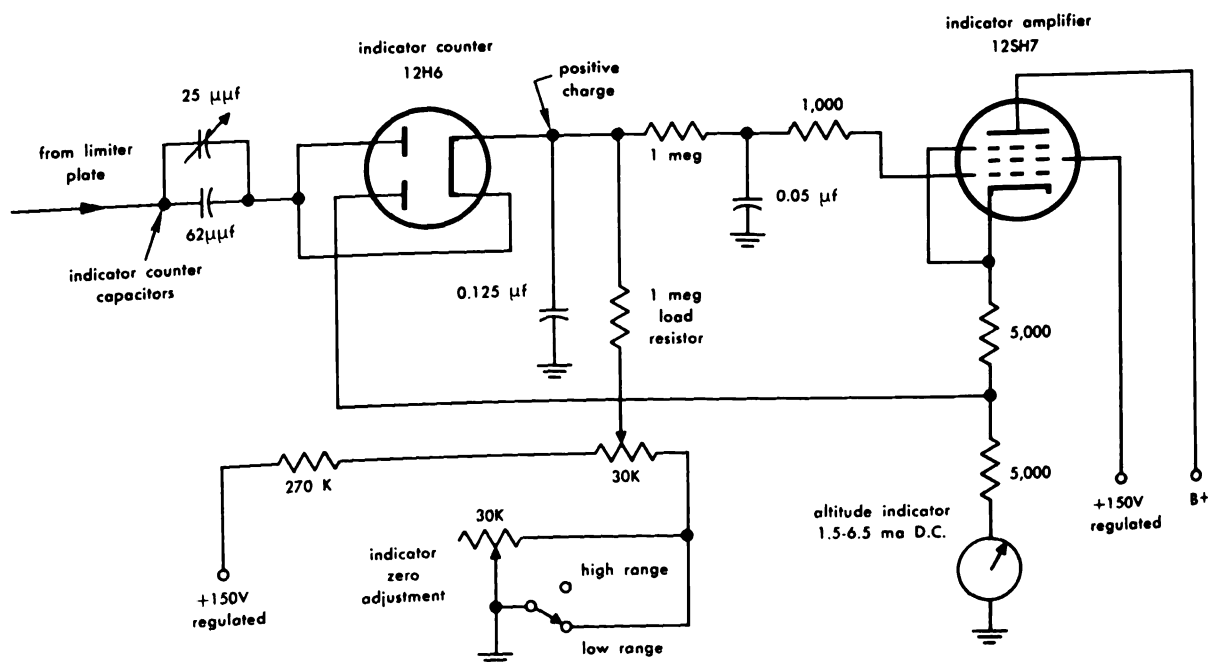 indicator amplifier
12SH7
indicator counter
12H6
positive
charge
25 μμf
1,000
from limiter
plate
1 meg
62μμf
0.05 μf
indicator counter
capacitors
0.125 μf
1 meg
load
resistor
5,000
270 K
30K
5,000
+150V
regulated
B+
altitude indicator
1.5-6.5 ma D.C.
30K
indicator
zero
adjustment
high range
+150V
regulated
low range